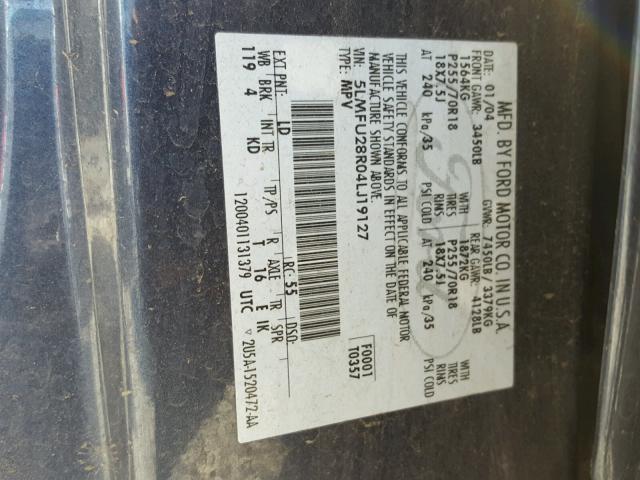 MFD. BY FORD MOTOR CO. IN U.S.A.
DATE: 01/04 GVWR: 7450LB/ 3379KG
FRONT GAWR: 3450LB REAR GAWR: 4128LB
1564KG WITH 1872KG WITH
P255/70R18 TIRES P255/70R18 TIRES
18X7.5J RIMS 18X7.5J RIMS
AT 240 kPa/35 PSI COLD AT 240 kPa/35 PSI COLD
THIS VEHICLE CONFORMS TO ALL APPLICABLE FEDERAL MOTOR
VEHICLE SAFETY STANDARDS IN EFFECT ON THE DATE OF
MANUFACTURE SHOWN ABOVE.
VIN: 5LMFU28R04LJ19127
TYPE: MPV
F0001
T0357
EXT PNT: LD RC: 55 DSO:
WB BRK INT TR TP/PS R AXLE TR SPR
119 4 KD T 16 E IK
1200401131379 UTC 2U5A-1520472-AA